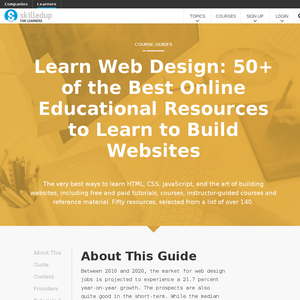 Companies Learners
skilledup
FOR LEARNERS
TOPICS COURSES SIGN UP LOGIN
COURSE GUIDES
Learn Web Design: 50+
of the Best Online
Educational Resources
to Learn to Build
Websites
The very best ways to learn HTML, CSS, JavaScript, and the art of building
websites, including free and paid tutorials, courses, instructor-guided courses and
reference material. Fifty resources, selected from a list of over 140.
About This
Guide
Content
Providers
About This Guide
Between 2010 and 2020, the market for web design
jobs is projected to experience a 21.7 percent
year-on-year growth. The prospects are also
quite good in the short-term. While the median